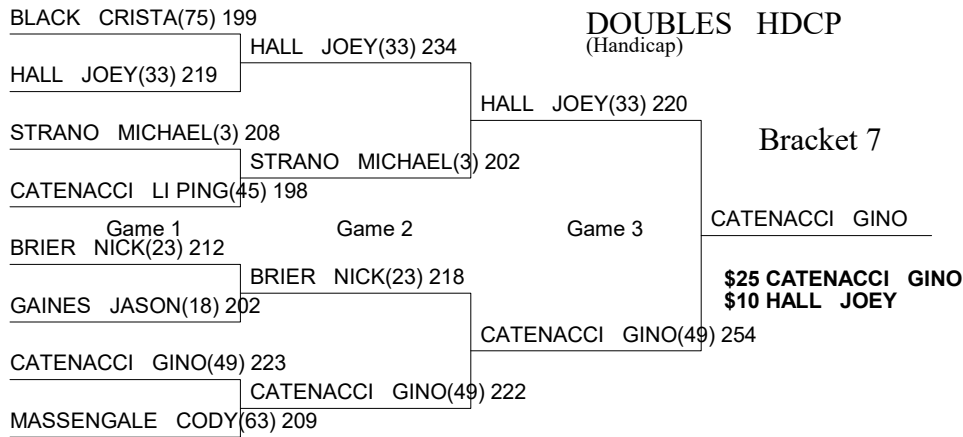 BLACK CRISTA(75) 199
DOUBLES HDCP
(Handicap)
HALL JOEY(33) 234
HALL JOEY(33) 219
HALL JOEY(33) 220
STRANO MICHAEL(3) 208
Bracket 7
STRANO MICHAEL(3) 202
CATENACCI LI PING(45) 198
Game 1
Game 2
Game 3
CATENACCI GINO
BRIER NICK(23) 212
BRIER NICK(23) 218
$25 CATENACCI GINO
$10 HALL JOEY
GAINES JASON(18) 202
CATENACCI GINO(49) 254
CATENACCI GINO(49) 223
CATENACCI GINO(49) 222
MASSENGALE CODY(63) 209